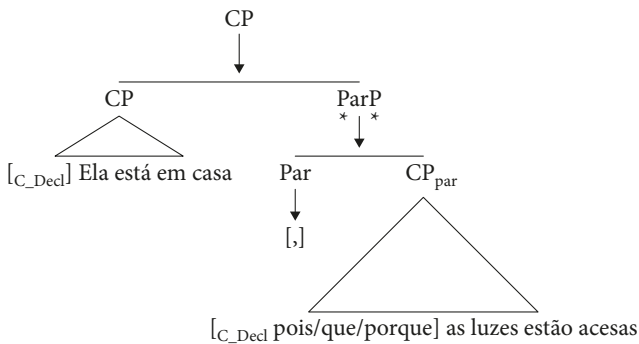 CP
CP ParP
* *
[C_Decl] Ela está em casa Par CPpar
[,]
[C_Decl pois/que/porque] as luzes estão acesas